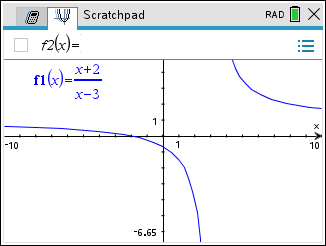 Scratchpad
RAD
f2(x)=
f1(x)=x+2/x-3
1
x
-10
1
10
-6.65